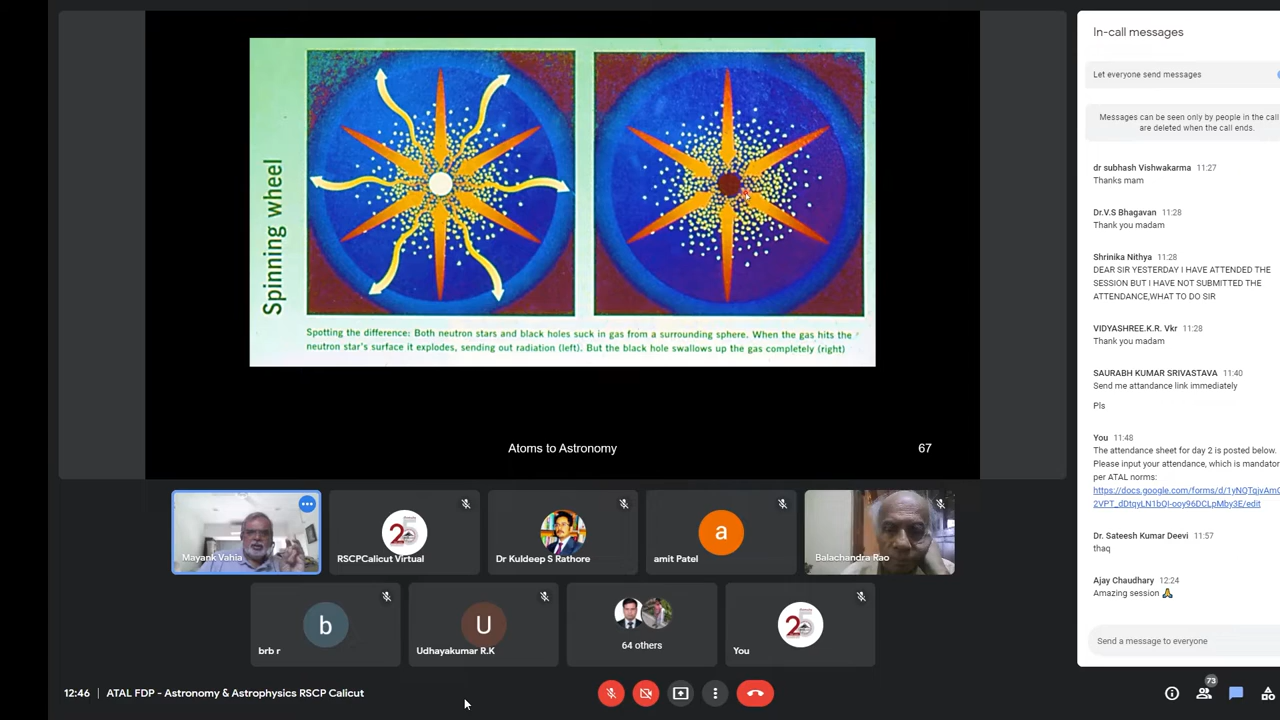 Spinning wheel
Spotting the difference: Both neutron stars and black holes suck in gas from a surrounding sphere. When the gas hits the
neutron star's surface it explodes, sending out radiation (left). But the black hole swallows up the gas completely (right)
Atoms to Astronomy
67
Mayank Vahia
RSCPCalicut Virtual
Dr Kuldeep S Rathore
a
amit Patel
Balachandra Rao
b
brb r
U
Udhayakumar R.K
64 others
25
You
12:46
ATAL FDP - Astronomy & Astrophysics RSCP Calicut
In-call messages
Let everyone send messages
Messages can be seen only by people in the call
are deleted when the call ends.
dr subhash Vishwakarma 11:27
Thanks mam
Dr.V.S Bhagavan 11:28
Thank you madam
Shrinika Nithya 11:28
DEAR SIR YESTERDAY I HAVE ATTENDED THE
SESSION BUT I HAVE NOT SUBMITTED THE
ATTENDANCE,WHAT TO DO SIR
VIDYASHREE.K.R. Vkr 11:28
Thank you madam
SAURABH KUMAR SRIVASTAVA 11:40
Send me attandance link immediately
Pls
You 11:48
The attendance sheet for day 2 is posted below.
Please input your attendance, which is mandator
per ATAL norms:
Dr. Sateesh Kumar Deevi 11:57
thaq
Ajay Chaudhary 12:24
Amazing session 🙏
Send a message to everyone
73